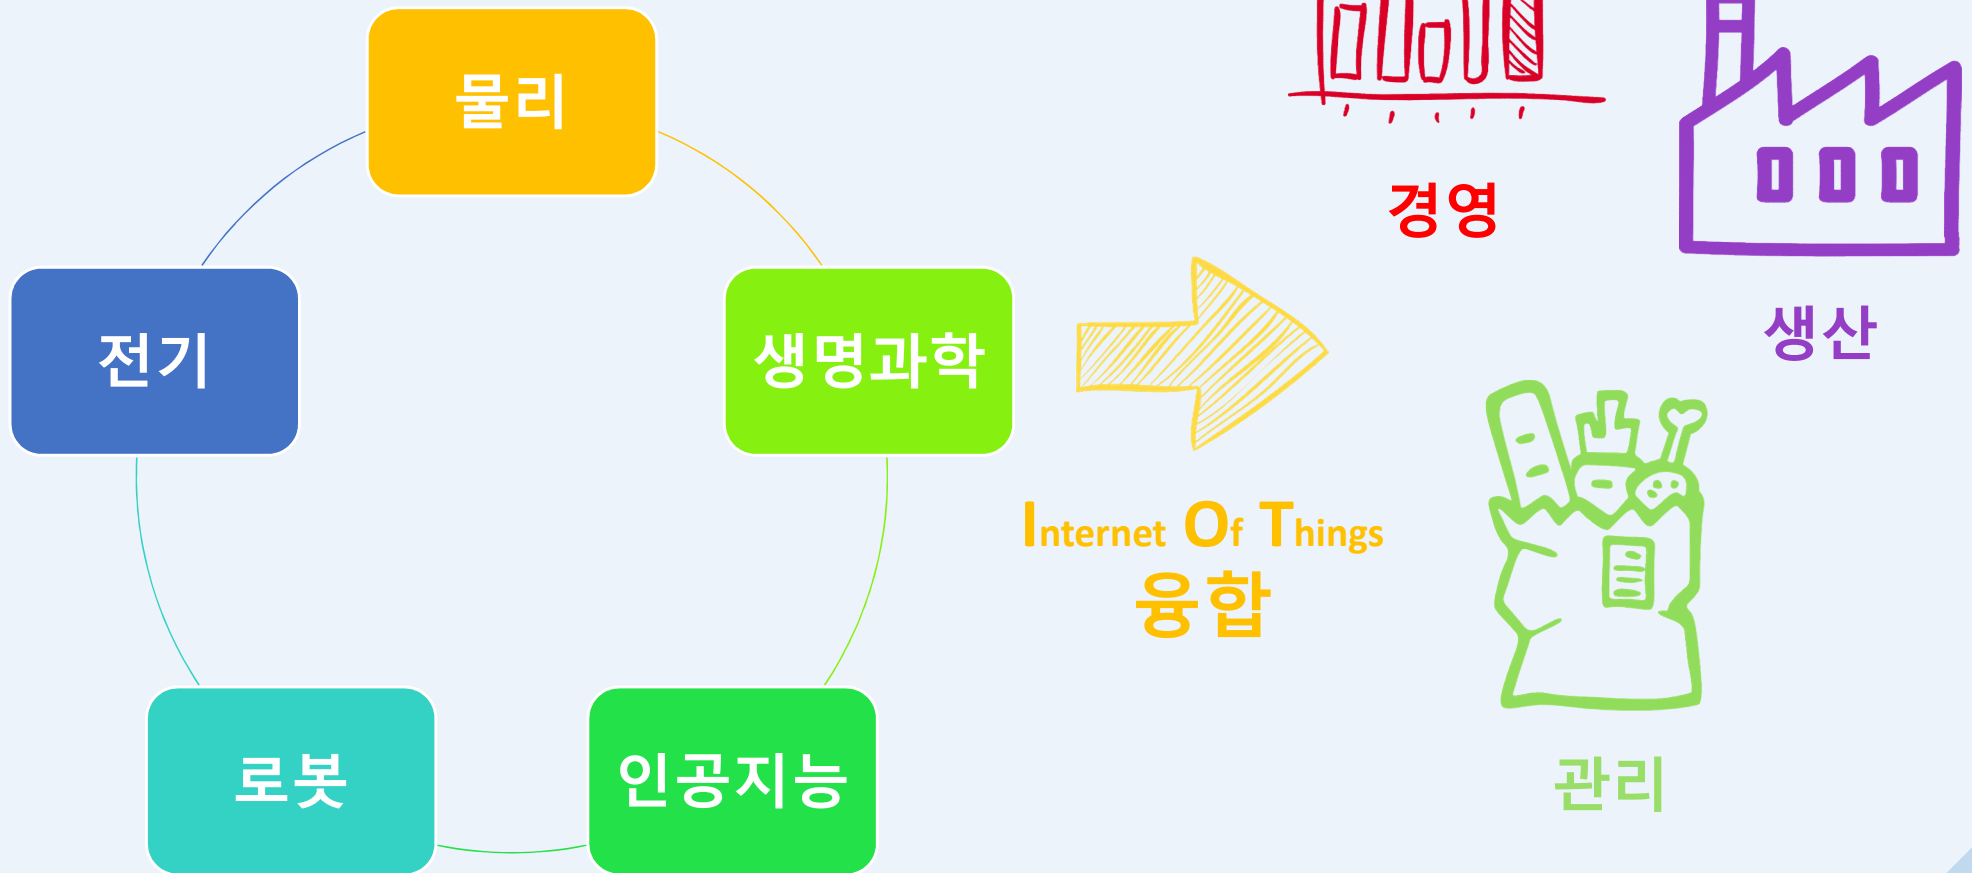 물리
전기
생명과학
로봇
인공지능
Internet Of Things
융합
경영
생산
관리